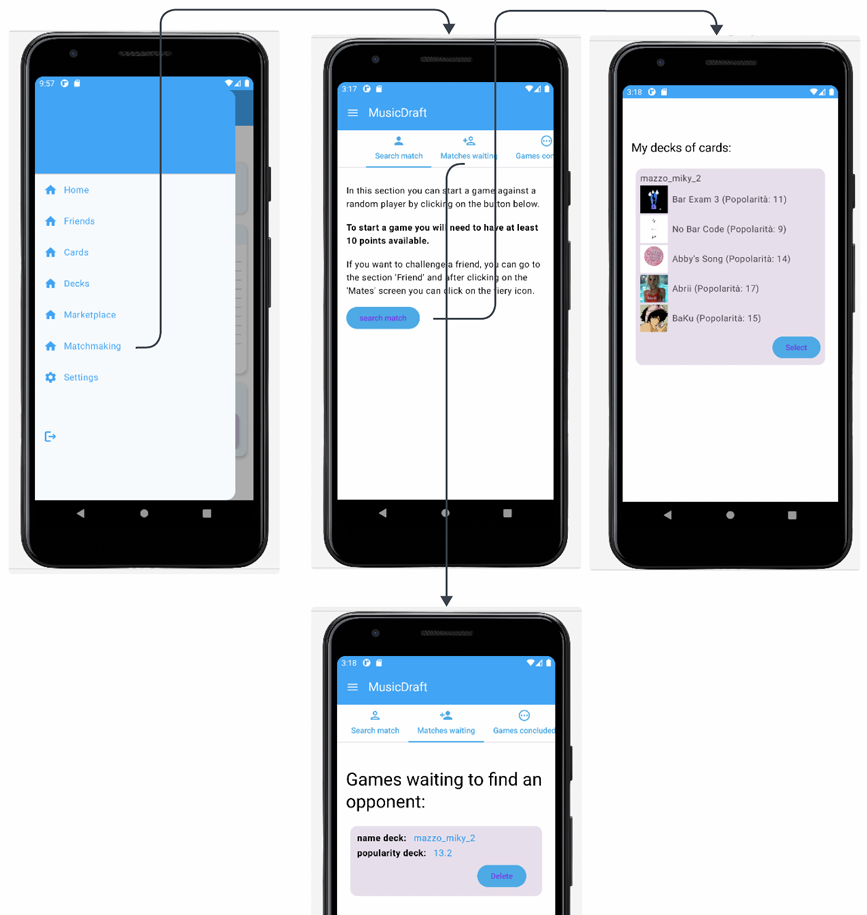 9:57
Home
Friends
Cards
Decks
Marketplace
Matchmaking
Settings
3:17
MusicDraft
Search match
Matches waiting
Games con
In this section you can start a game against a
random player by clicking on the button below.
To start a game you will need to have at least
10 points available.
If you want to challenge a friend, you can go to
the section 'Friend' and after clicking on the
'Mates' screen you can click on the fiery icon.
search match
3:18
My decks of cards:
mazzo_miky_2
Bar Exam 3 (Popolarità: 11)
No Bar Code (Popolarità: 9)
Abby's Song (Popolarità: 14)
Abrii (Popolarità: 17)
BaKu (Popolarità: 15)
Select
3:18
MusicDraft
Search match
Matches waiting
Games concluded
Games waiting to find an
opponent:
name deck: mazzo_miky_2
popularity deck: 13.2
Delete